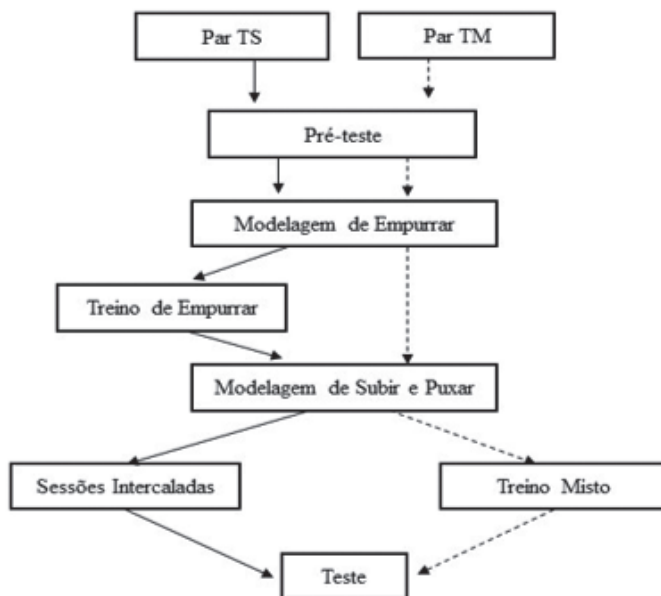 Par TS
Par TM
Pré-teste
Modelagem de Empurrar
Treino de Empurrar
Modelagem de Subir e Puxar
Sessões Intercaladas
Treino Misto
Teste